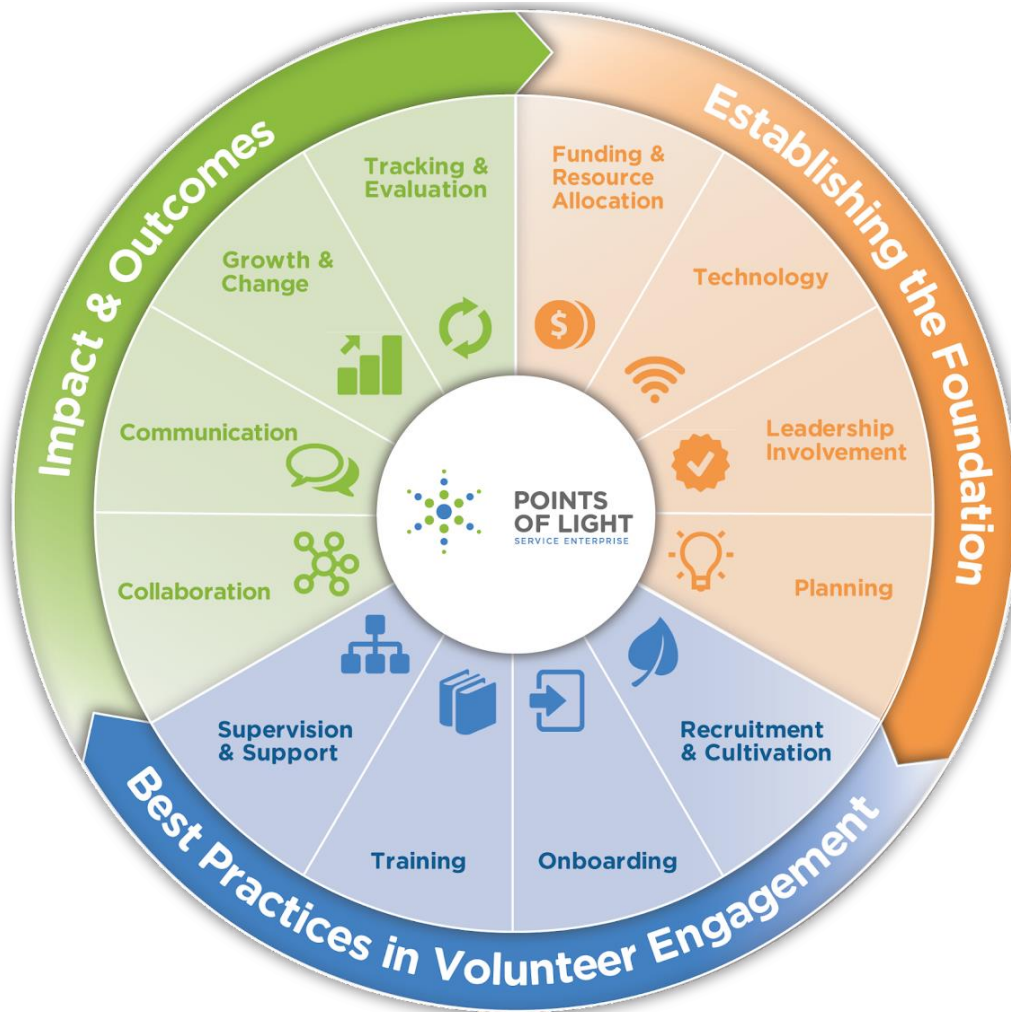 Establishing the Foundation
Funding &
Resource
Allocation
$
Technology
Leadership
Involvement
Planning
Best Practices in Volunteer Engagement
Recruitment
& Cultivation
Onboarding
Training
Supervision
& Support
Impact & Outcomes
Collaboration
Communication
Growth &
Change
Tracking &
Evaluation
POINTS
OF LIGHT
SERVICE ENTERPRISE